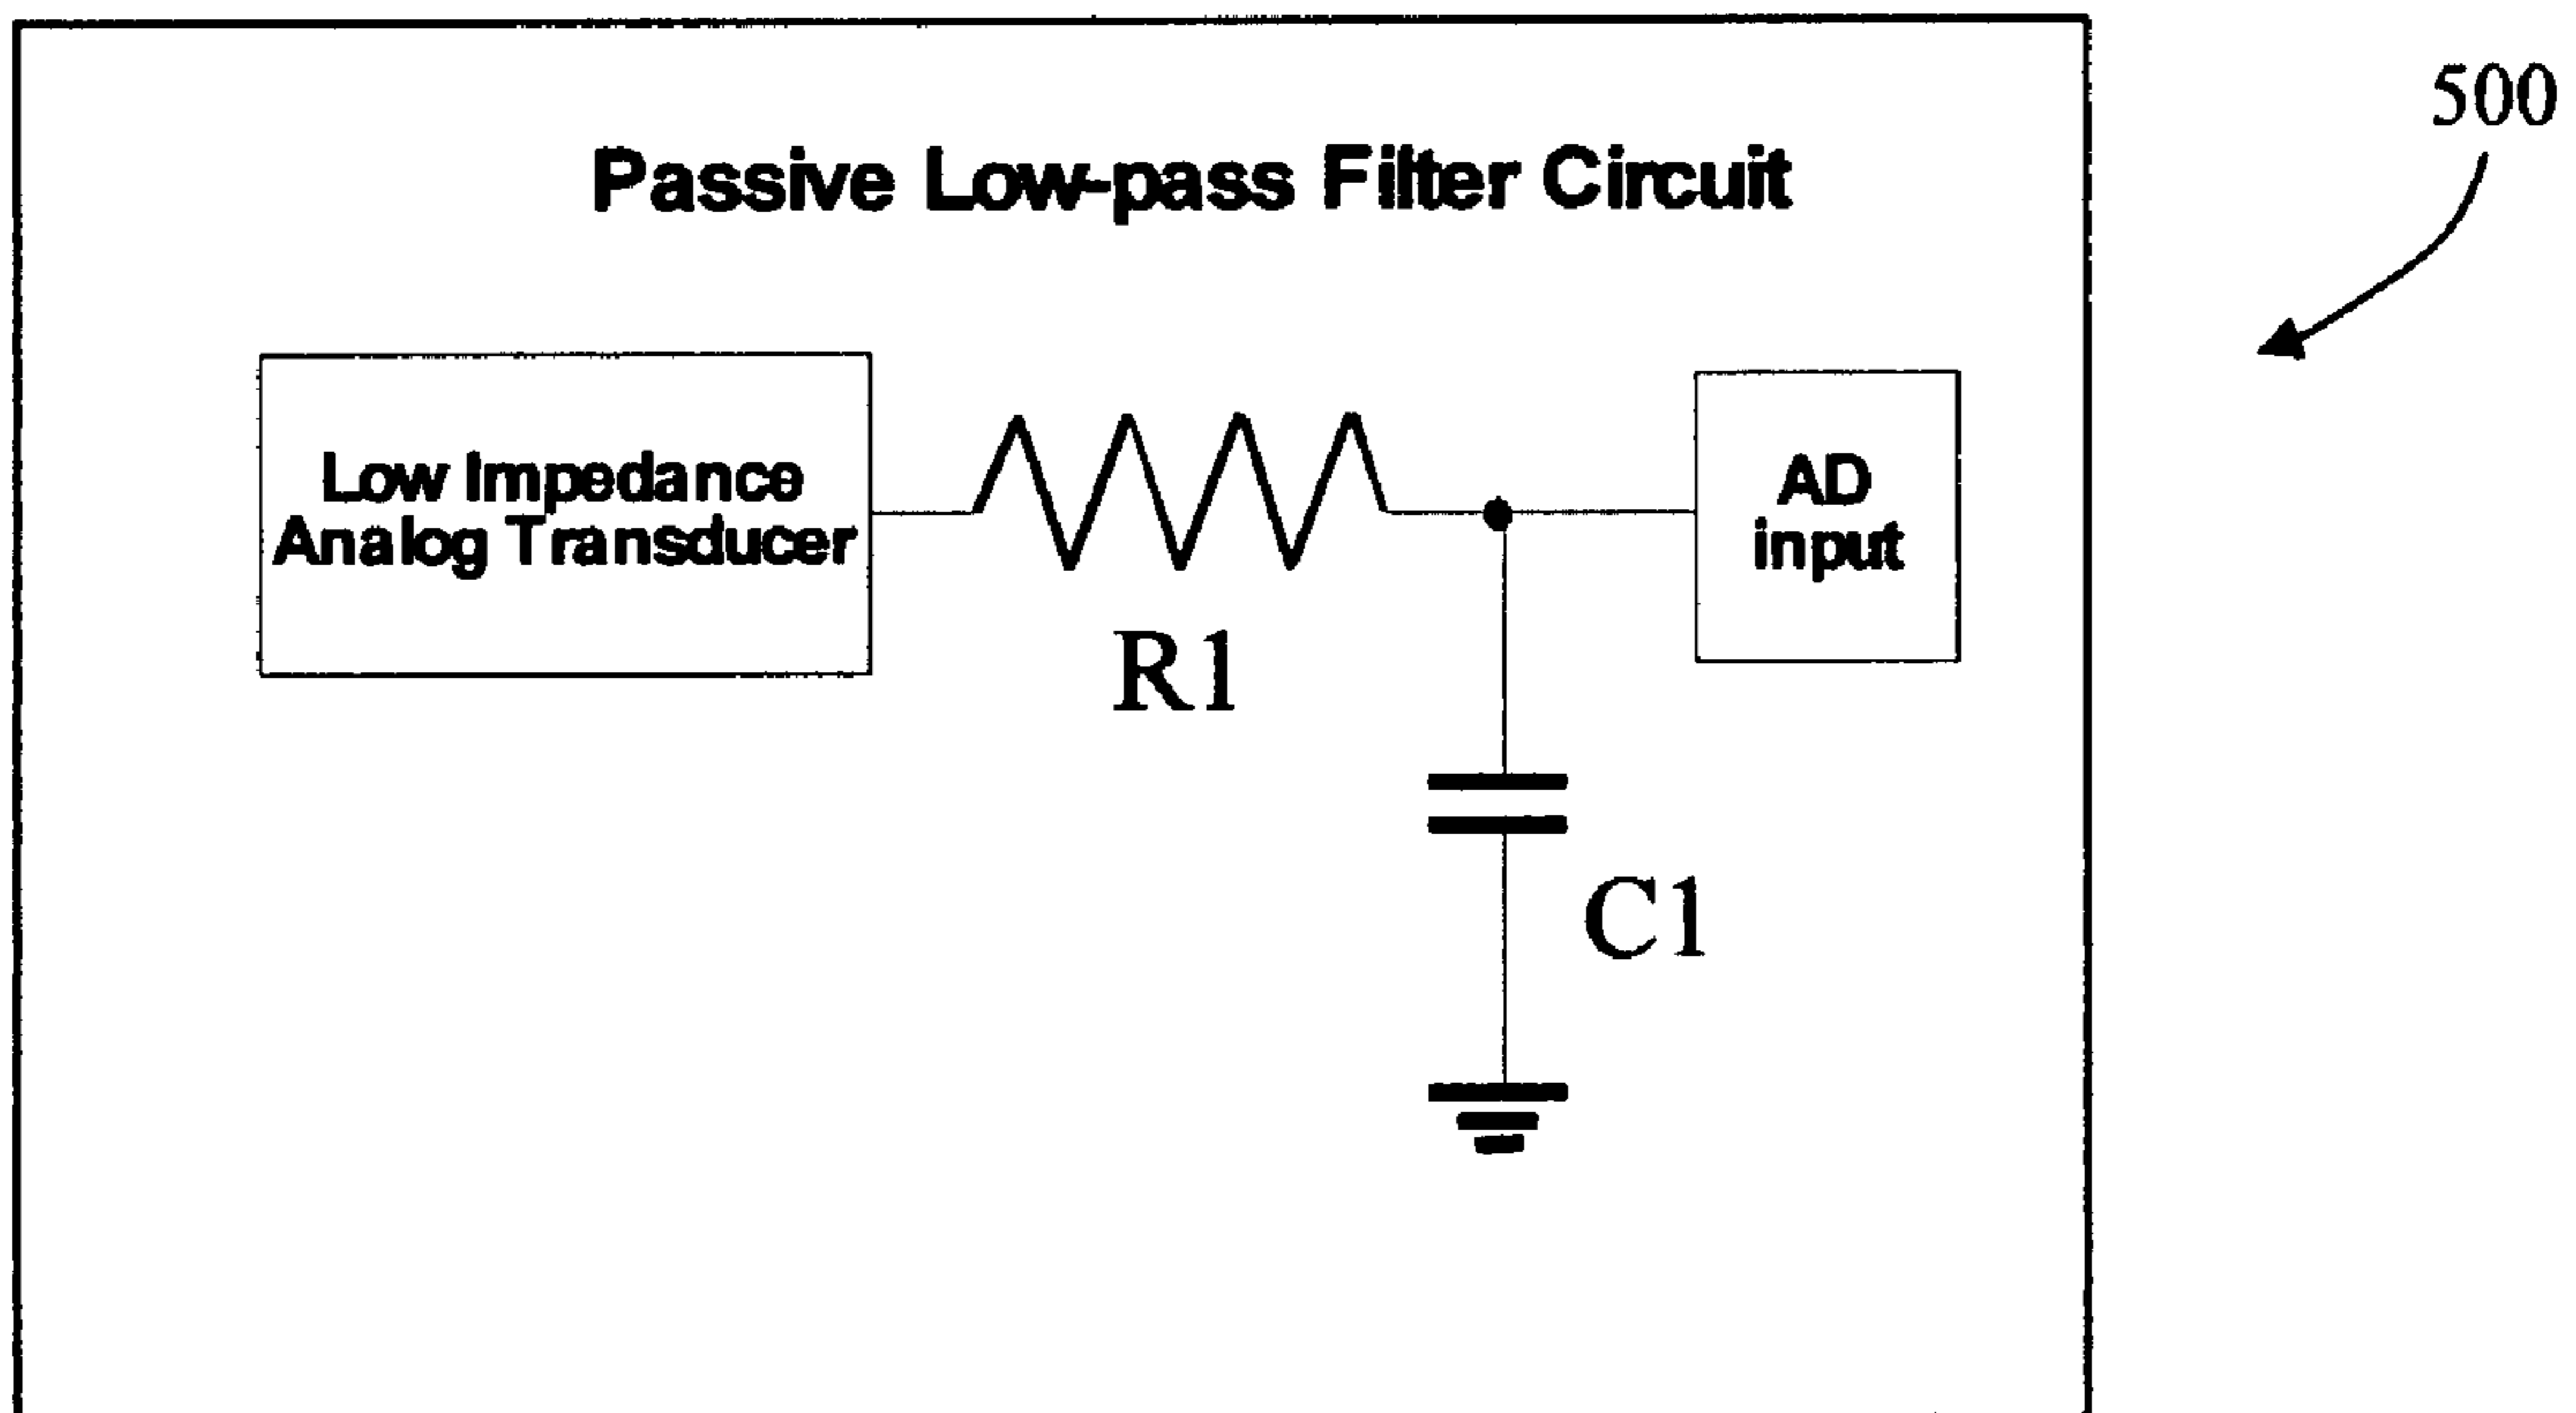 500
Passive Low-pass Filter Circuit
Low Impedance
Analog Transducer
AD
input
R1
C1